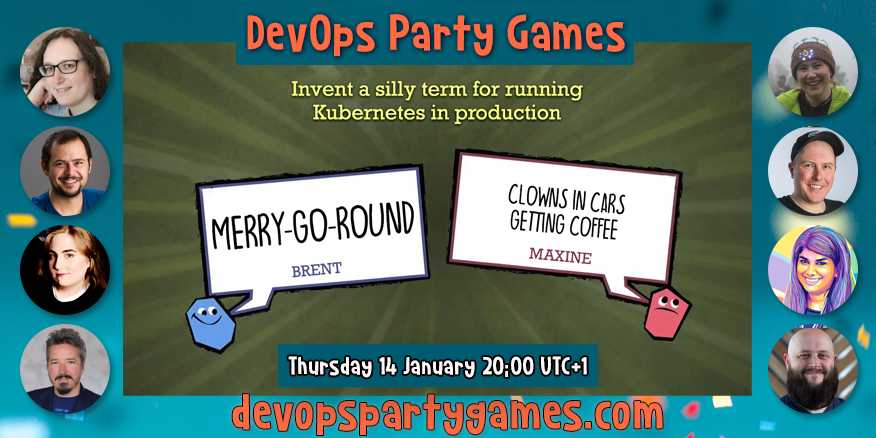 DevOps Party Games
Invent a silly term for running
Kubernetes in production
MERRY-GO-ROUND
BRENT
CLOWNS IN CARS
GETTING COFFEE
MAXINE
Thursday 14 January 20:00 UTC+1
devopspartygames.com